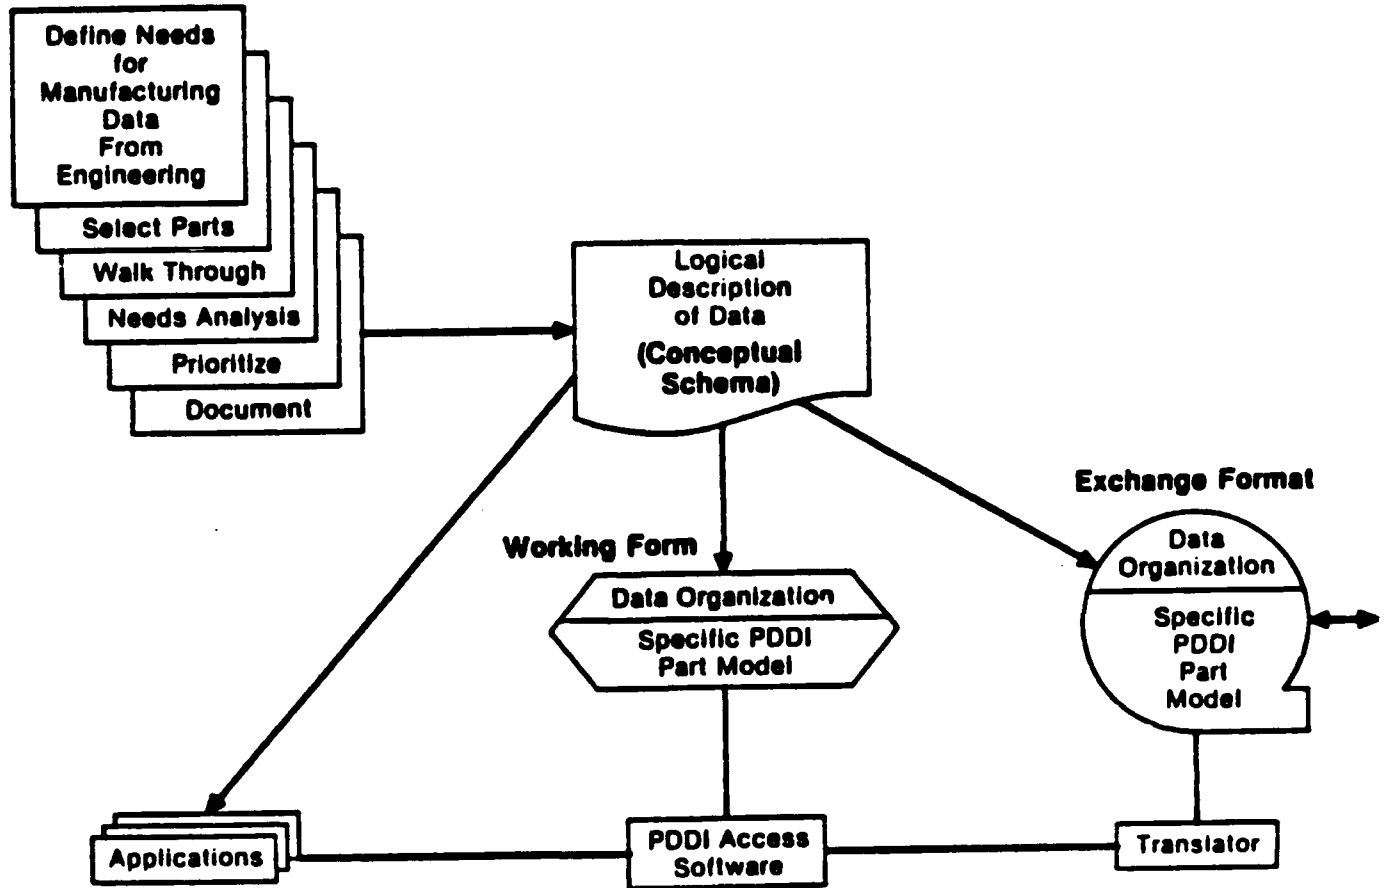 Define Needs
for
Manufacturing
Data
From
Engineering
Select Parts
Walk Through
Needs Analysis
Prioritize
Document
Logical
Description
of Data
(Conceptual
Schema)
Exchange Format
Data
Organization
Specific
PDDI
Part
Model
Working Form
Data Organization
Specific PDDI
Part Model
Applications
PDDI Access
Software
Translator